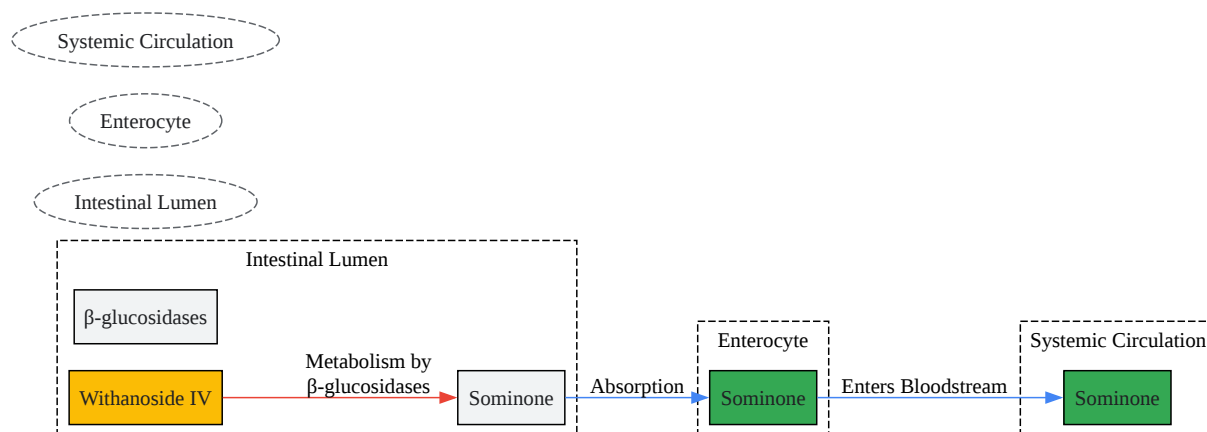 Systemic Circulation
Enterocyte
Intestinal Lumen
Intestinal Lumen
β-glucosidases
Withanoside IV
Metabolism by
β-glucosidases
Sominone
Absorption
Enterocyte
Sominone
Enters Bloodstream
Systemic Circulation
Sominone